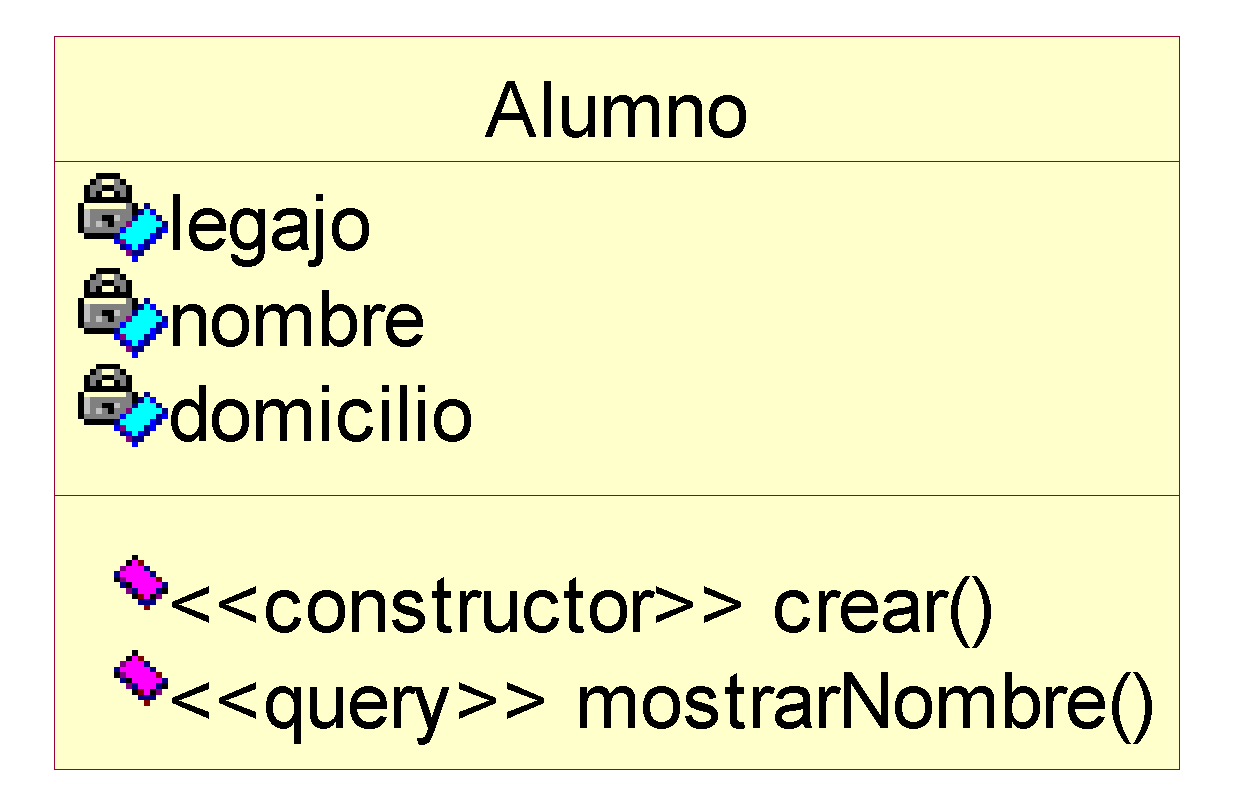 Alumno
legajo
nombre
domicilio
<<constructor>> crear()
<<query>> mostrarNombre()